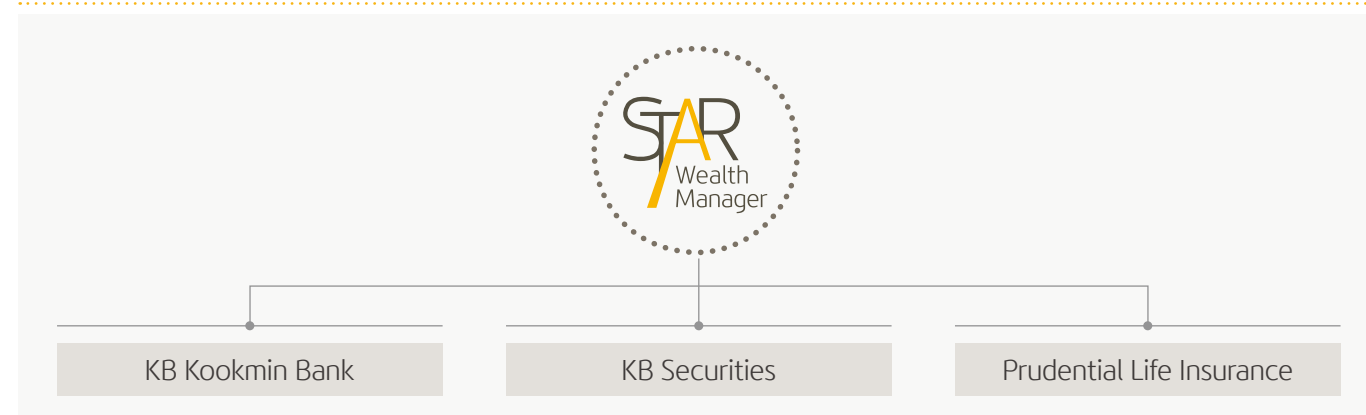 STAR
Wealth
Manager
KB Kookmin Bank
KB Securities
Prudential Life Insurance